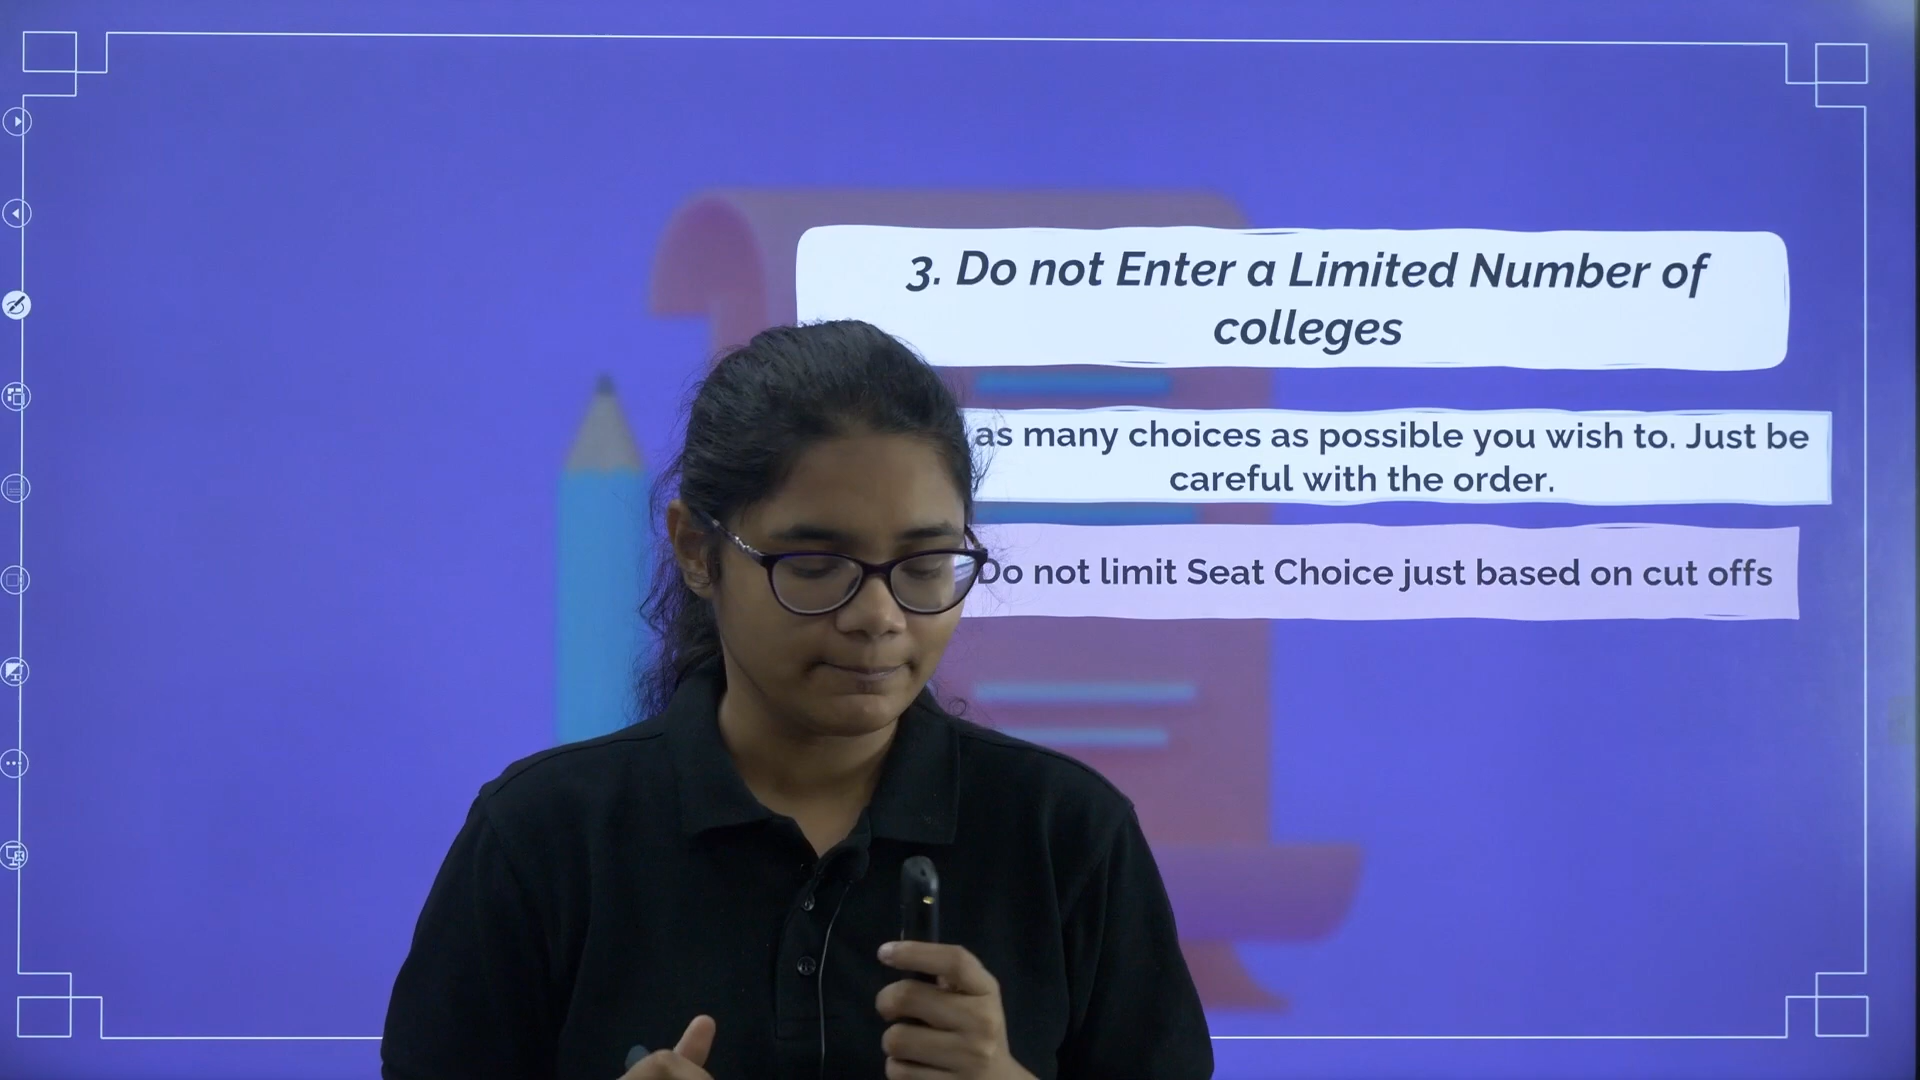 3. Do not Enter a Limited Number of
colleges
as many choices as possible you wish to. Just be
careful with the order.
Do not limit Seat Choice just based on cut offs